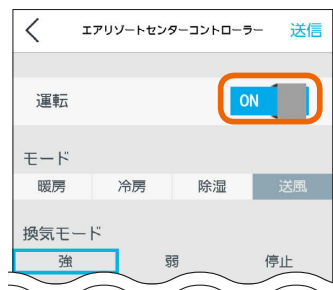 エアリゾートセンターコントローラー 送信
運転 ON
モード
暖房 冷房 除湿 送風
換気モード
強 弱 停止